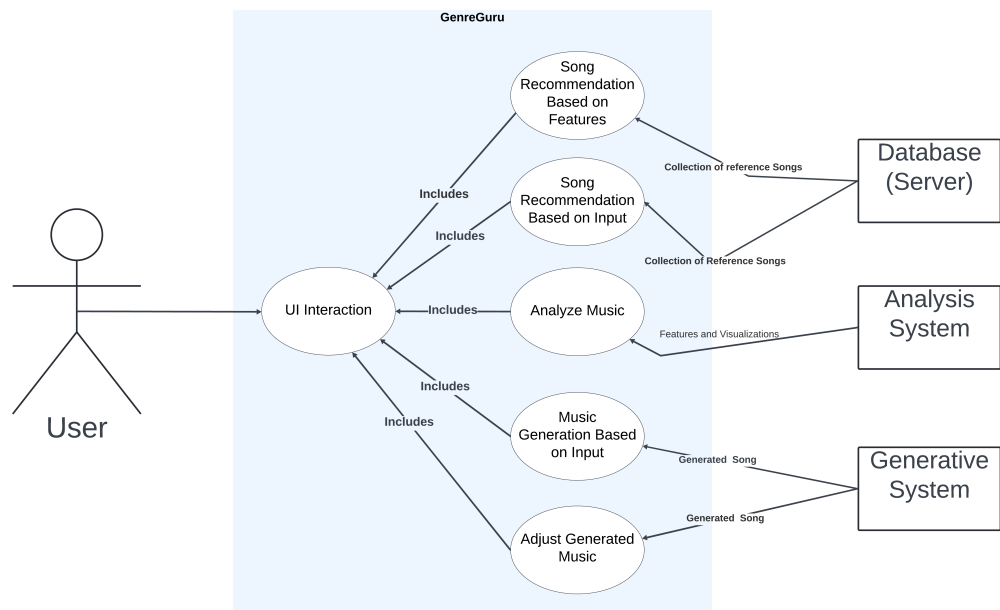 GenreGuru
Song
Recommendation
Based on
Features
Includes
Collection of reference Songs
Database
(Server)
Song
Recommendation
Based on Input
Includes
Collection of Reference Songs
User
UI Interaction
Includes
Analyze Music
Features and Visualizations
Analysis
System
Includes
Music
Generation Based
on Input
Generated  Song
Generative
System
Includes
Adjust Generated
Music
Generated  Song